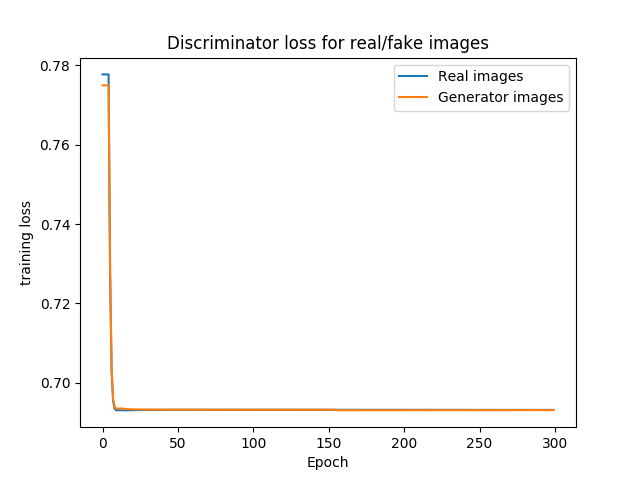 Discriminator loss for real/fake images
Real images
Generator images
training loss
0.78
0.76
0.74
0.72
0.70
0
50
100
150
200
250
300
Epoch